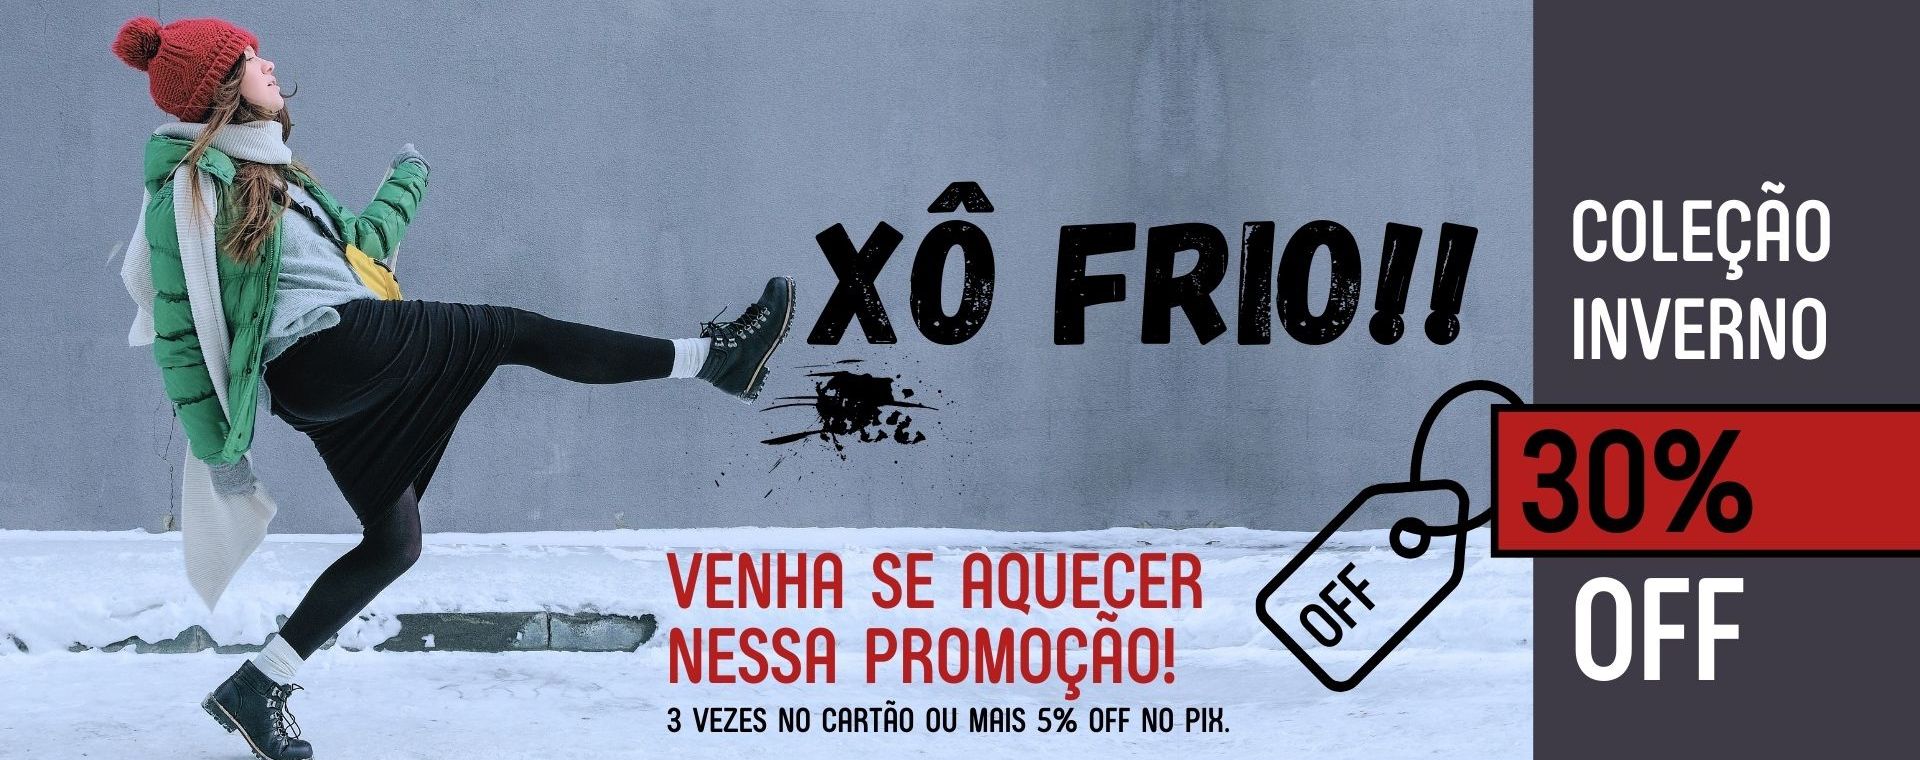 XÔ FRIO!!
VENHA SE AQUECER
NESSA PROMOÇÃO!
3 VEZES NO CARTÃO OU MAIS 5% OFF NO PIX.
OFF
COLEÇÃO
INVERNO
30%
OFF